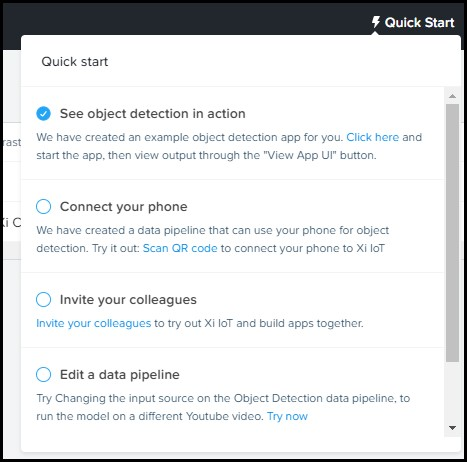 Quick Start
Quick start
See object detection in action
We have created an example object detection app for you. Click here and
start the app, then view output through the "View App UI" button.
Connect your phone
We have created a data pipeline that can use your phone for object
detection. Try it out: Scan QR code to connect your phone to Xi IoT
Invite your colleagues
Invite your colleagues to try out Xi IoT and build apps together.
Edit a data pipeline
Try Changing the input source on the Object Detection data pipeline, to
run the model on a different Youtube video. Try now